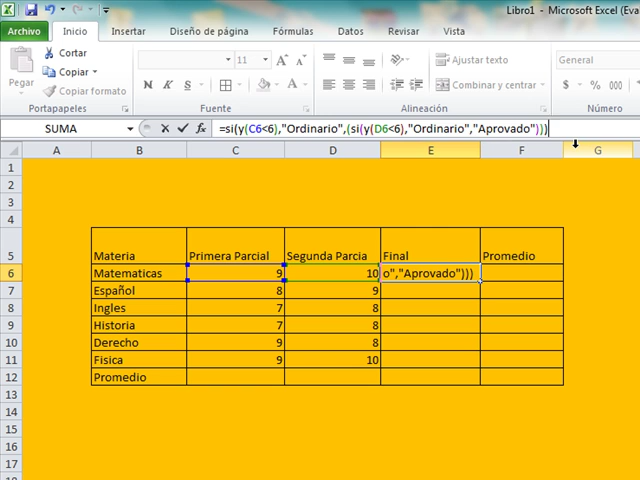 Libro1 - Microsoft Excel (Eva
Archivo Inicio Insertar Diseño de página Fórmulas Datos Revisar Vista
Pegar
Cortar
Copiar
Copiar formato
Portapapeles
11 A A
N K S A
Fuente
Ajustar texto
Combinar y centrar
Alineación
General
$ % 000
Número
SUMA fx =si(y(C6<6),"Ordinario",(si(y(D6<6),"Ordinario","Aprovado")))
A B C D E F G
1
2
3
4
5 Materia Primera Parcial Segunda Parcia Final Promedio
6 Matematicas 9 10 o","Aprovado")))
7 Español 8 9
8 Ingles 7 8
9 Historia 7 8
10 Derecho 9 8
11 Fisica 9 10
12 Promedio
13
14
15
16
17